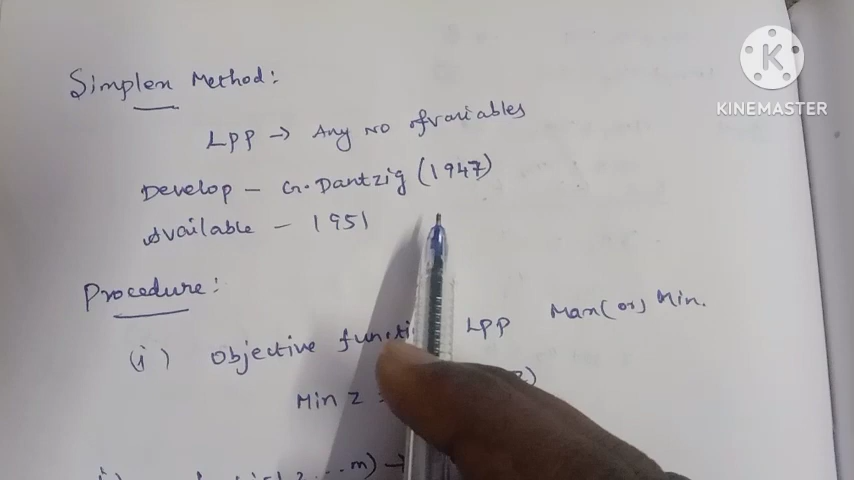 Simplex Method:
LPP → Any No of variables
Develop - G. Dantzig (1947)
Available - 1951
Procedure:
(i) Objective functi LPP Max (or) Min.
Min z
KINEMASTER